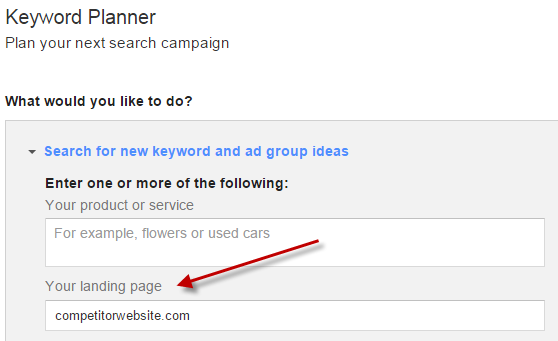 Keyword Planner
Plan your next search campaign
What would you like to do?
Search for new keyword and ad group ideas
Enter one or more of the following:
Your product or service
For example, flowers or used cars
Your landing page
competitorwebsite.com